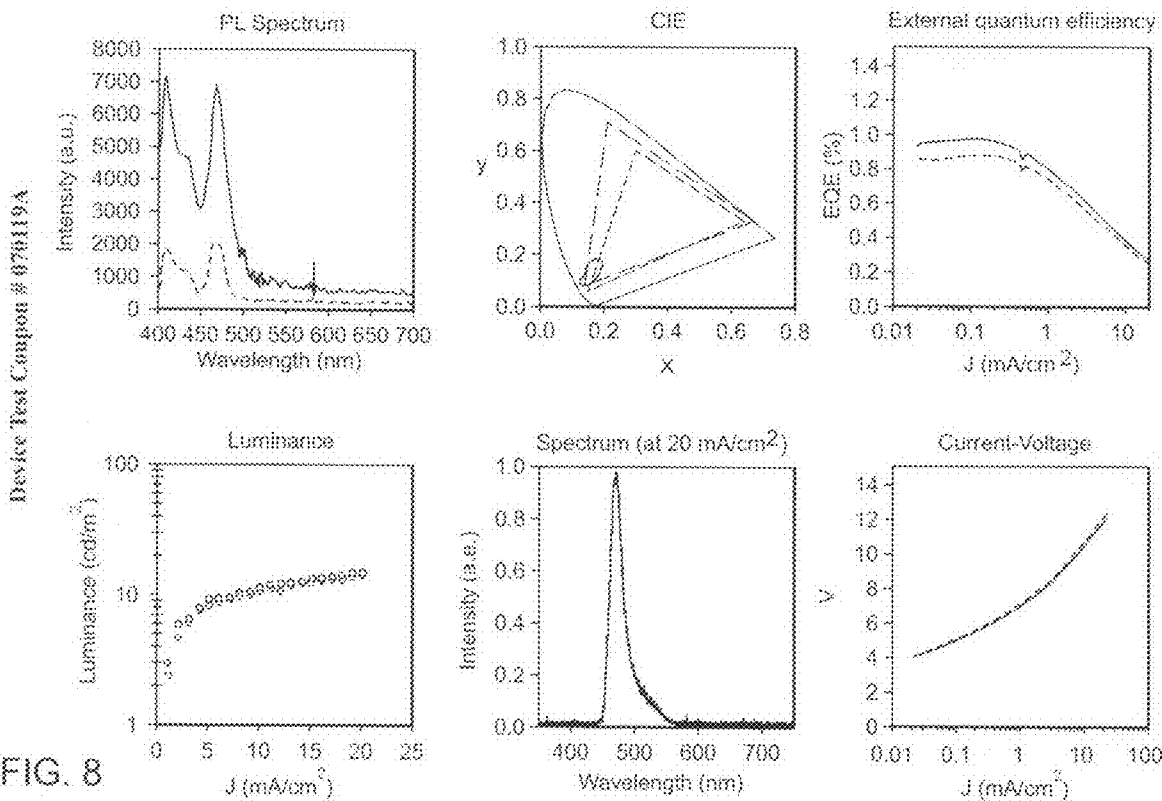 Device Test Coupon # 070119A
PL Spectrum
Intensity (a.u.)
8000
7000
6000
5000
4000
3000
2000
1000
0
400 450 500 550 600 650 700
Wavelength (nm)
CIE
y
1.0
0.8
0.6
0.4
0.2
0.0
0.0 0.2 0.4 0.6 0.8
X
External quantum efficiency
EQE (%)
1.4
1.2
1.0
0.8
0.6
0.4
0.2
0.0
0.01 0.1 1 10
J (mA/cm2)
Luminance
Luminance (cd/m2)
100
10
1
0 5 10 15 20 25
J (mA/cm2)
Spectrum (at 20 mA/cm2)
Intensity (a.e.)
1.0
0.8
0.6
0.4
0.2
0.0
400 500 600 700
Wavelength (nm)
Current-Voltage
V
14
12
10
8
6
4
2
0
0.01 0.1 1 10 100
J (mA/cm2)
FIG. 8